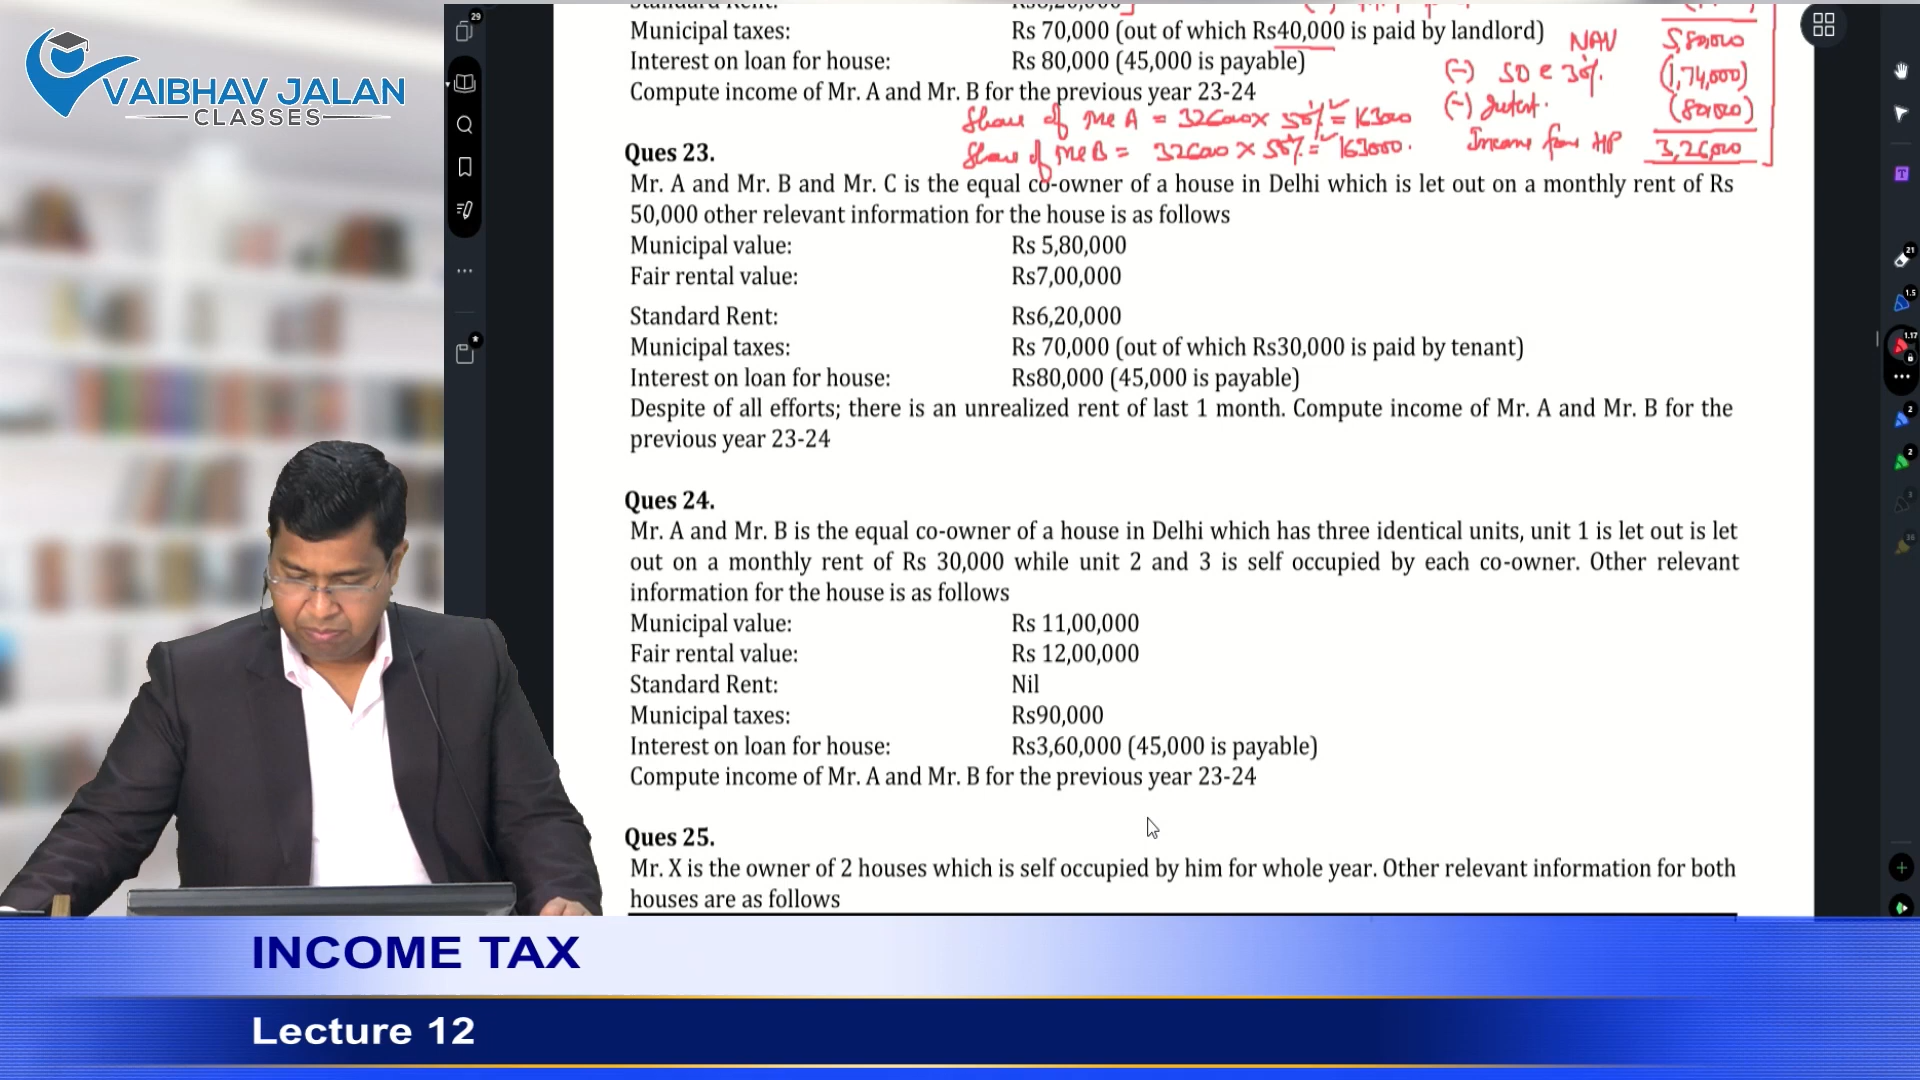 Municipal taxes: Rs 70,000 (out of which Rs40,000 is paid by landlord)
NAV 5,80,000
Interest on loan for house: Rs 80,000 (45,000 is payable)
(-) SD @ 30%. (1,74,000)
Compute income of Mr. A and Mr. B for the previous year 23-24
(-) Interest. (80,000)
Share of Mr A = 326000 x 50% = 163000
Income from HP 3,26,000
Share of Mr B = 326000 x 50% = 163000.
Ques 23.
Mr. A and Mr. B and Mr. C is the equal co-owner of a house in Delhi which is let out on a monthly rent of Rs
50,000 other relevant information for the house is as follows
Municipal value: Rs 5,80,000
Fair rental value: Rs7,00,000
Standard Rent: Rs6,20,000
Municipal taxes: Rs 70,000 (out of which Rs30,000 is paid by tenant)
Interest on loan for house: Rs80,000 (45,000 is payable)
Despite of all efforts; there is an unrealized rent of last 1 month. Compute income of Mr. A and Mr. B for the
previous year 23-24
Ques 24.
Mr. A and Mr. B is the equal co-owner of a house in Delhi which has three identical units, unit 1 is let out is let
out on a monthly rent of Rs 30,000 while unit 2 and 3 is self occupied by each co-owner. Other relevant
information for the house is as follows
Municipal value: Rs 11,00,000
Fair rental value: Rs 12,00,000
Standard Rent: Nil
Municipal taxes: Rs90,000
Interest on loan for house: Rs3,60,000 (45,000 is payable)
Compute income of Mr. A and Mr. B for the previous year 23-24
Ques 25.
Mr. X is the owner of 2 houses which is self occupied by him for whole year. Other relevant information for both
houses are as follows
VAIBHAV JALAN
CLASSES
29
21
1.5
1.17
2
2
3
INCOME TAX
Lecture 12